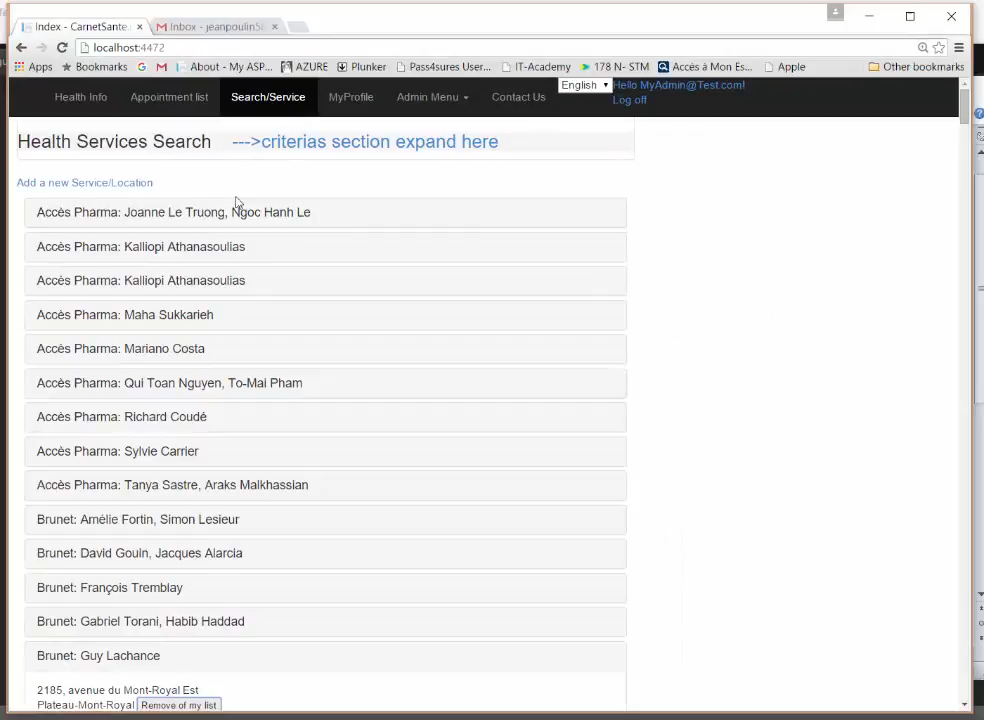 Index - CarnetSante. × Inbox - jeanpoulin5 ×
localhost:4472
Apps Bookmarks G M About - My ASP... AZURE Plunker Pass4sures User... IT-Academy 178 N- STM Accès à Mon Es... Apple Other bookmarks
Health Info Appointment list Search/Service MyProfile Admin Menu Contact Us English Hello MyAdmin@Test.com!
Log off
Health Services Search --->criterias section expand here
Add a new Service/Location
Accès Pharma: Joanne Le Truong, Ngoc Hanh Le
Accès Pharma: Kalliopi Athanasoulias
Accès Pharma: Kalliopi Athanasoulias
Accès Pharma: Maha Sukkarieh
Accès Pharma: Mariano Costa
Accès Pharma: Qui Toan Nguyen, To-Mai Pham
Accès Pharma: Richard Coudé
Accès Pharma: Sylvie Carrier
Accès Pharma: Tanya Sastre, Araks Malkhassian
Brunet: Amélie Fortin, Simon Lesieur
Brunet: David Gouin, Jacques Alarcia
Brunet: François Tremblay
Brunet: Gabriel Torani, Habib Haddad
Brunet: Guy Lachance
2185, avenue du Mont-Royal Est
Plateau-Mont-Royal Remove of my list